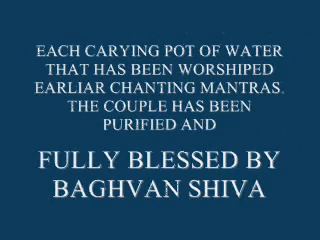 EACH CARYING POT OF WATER
THAT HAS BEEN WORSHIPED
EARLIAR CHANTING MANTRAS.
THE COUPLE HAS BEEN
PURIFIED AND
FULLY BLESSED BY
BAGHVAN SHIVA